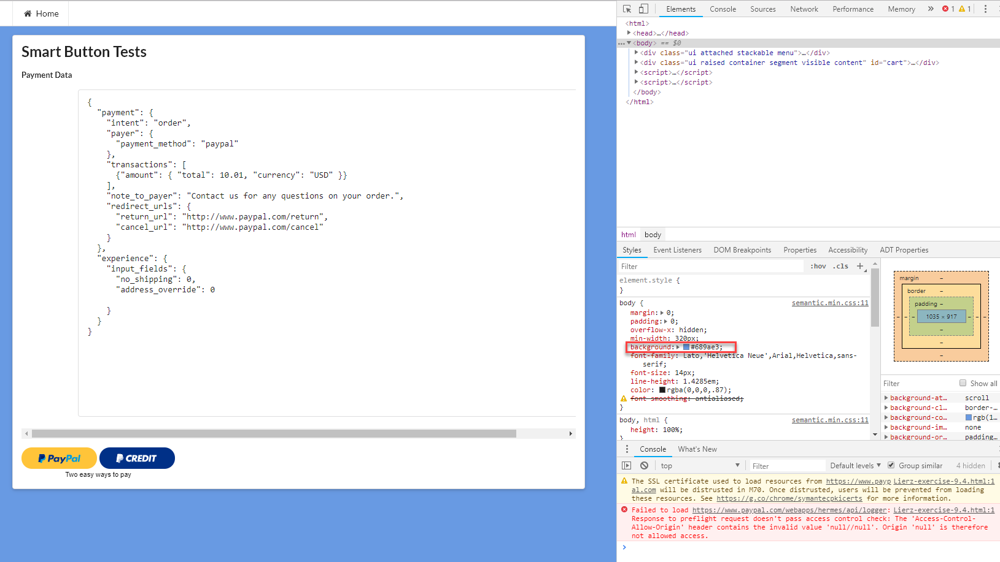 Home
Smart Button Tests
Payment Data
{
"payment": {
"intent": "order",
"payer": {
"payment_method": "paypal"
},
"transactions": [
{"amount": { "total": 10.01, "currency": "USD" }}
],
"note_to_payer": "Contact us for any questions on your order.",
"redirect_urls": {
"return_url": "http://www.paypal.com/return",
"cancel_url": "http://www.paypal.com/cancel"
}
},
"experience": {
"input_fields": {
"no_shipping": 0,
"address_override": 0
}
}
}
PayPal CREDIT
Two easy ways to pay
Elements Console Sources Network Performance Memory » 1 1
<html>
<head>…</head>
<body> == $0
<div class="ui attached stackable menu">…</div>
<div class="ui raised container segment visible content" id="cart">…</div>
<script>…</script>
<script>…</script>
</body>
</html>
html body
Styles Event Listeners DOM Breakpoints Properties Accessibility ADT Properties
Filter :hov .cls +
element.style {
}
body { semantic.min.css:11
margin: 0;
padding: 0;
overflow-x: hidden;
min-width: 320px;
background: #689ae3;
font-family: Lato,'Helvetica Neue',Arial,Helvetica,sans-
serif;
font-size: 14px;
line-height: 1.4285em;
color: rgba(0,0,0,.87);
font-smoothing: antialiased;
}
body, html { semantic.min.css:11
height: 100%;
}
margin –
border –
padding –
– – – 1035 × 917 – – –
–
–
–
Filter Show all
background-at… scroll
background-cl… border-…
background-co… rgb(1…
background-im… none
background-or… padding…
Console What's New
top Filter Default levels Group similar 4 hidden
The SSL certificate used to load resources from https://www.payp Lierz-exercise-9.4.html:1
al.com will be distrusted in M70. Once distrusted, users will be prevented from loading
these resources. See https://g.co/chrome/symantecpkicerts for more information.
Failed to load https://www.paypal.com/webapps/hermes/api/logger: Lierz-exercise-9.4.html:1
Response to preflight request doesn't pass access control check: The 'Access-Control-
Allow-Origin' header contains the invalid value 'null//null'. Origin 'null' is therefore
not allowed access.